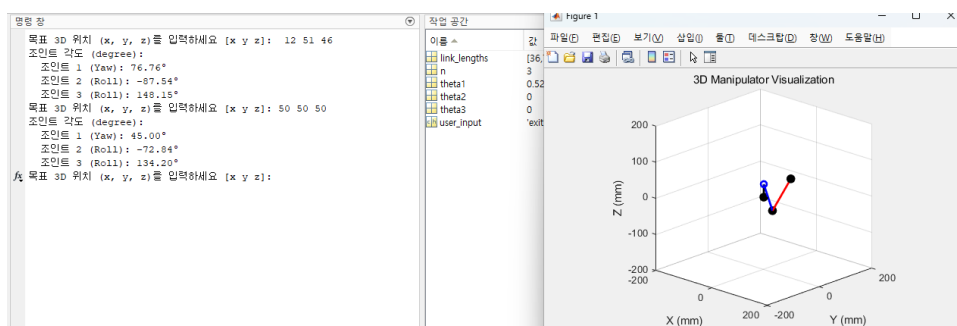 명령 창
목표 3D 위치 (x, y, z)를 입력하세요 [x y z]:  12 51 46
조인트 각도 (degree):
조인트 1 (Yaw): 76.76°
조인트 2 (Roll): -87.54°
조인트 3 (Roll): 148.15°
목표 3D 위치 (x, y, z)를 입력하세요 [x y z]: 50 50 50
조인트 각도 (degree):
조인트 1 (Yaw): 45.00°
조인트 2 (Roll): -72.84°
조인트 3 (Roll): 134.20°
fx 목표 3D 위치 (x, y, z)를 입력하세요 [x y z]:
작업 공간
이름 값
link_lengths [36,
n 3
theta1 0.52
theta2 0
theta3 0
user_input 'exit
Figure 1
파일(F) 편집(E) 보기(V) 삽입(I) 툴(T) 데스크탑(D) 창(W) 도움말(H)
3D Manipulator Visualization
200
100
0
-100
-200
Z (mm)
-200
0
200
X (mm)
-200
0
200
Y (mm)